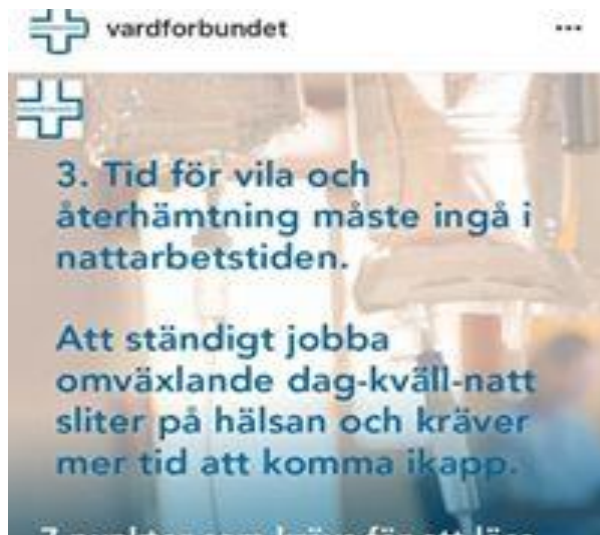 vardforbundet
3. Tid för vila och
återhämtning måste ingå i
nattarbetstiden.
Att ständigt jobba
omväxlande dag-kväll-natt
sliter på hälsan och kräver
mer tid att komma ikapp.